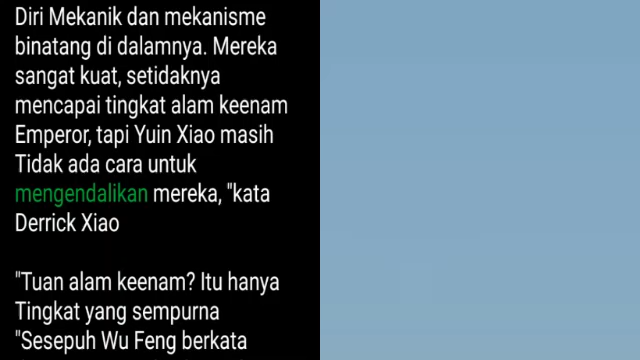 Diri Mekanik dan mekanisme
binatang di dalamnya. Mereka
sangat kuat, setidaknya
mencapai tingkat alam keenam
Emperor, tapi Yuin Xiao masih
Tidak ada cara untuk
mengendalikan mereka, "kata
Derrick Xiao
"Tuan alam keenam? Itu hanya
Tingkat yang sempurna
"Sesepuh Wu Feng berkata